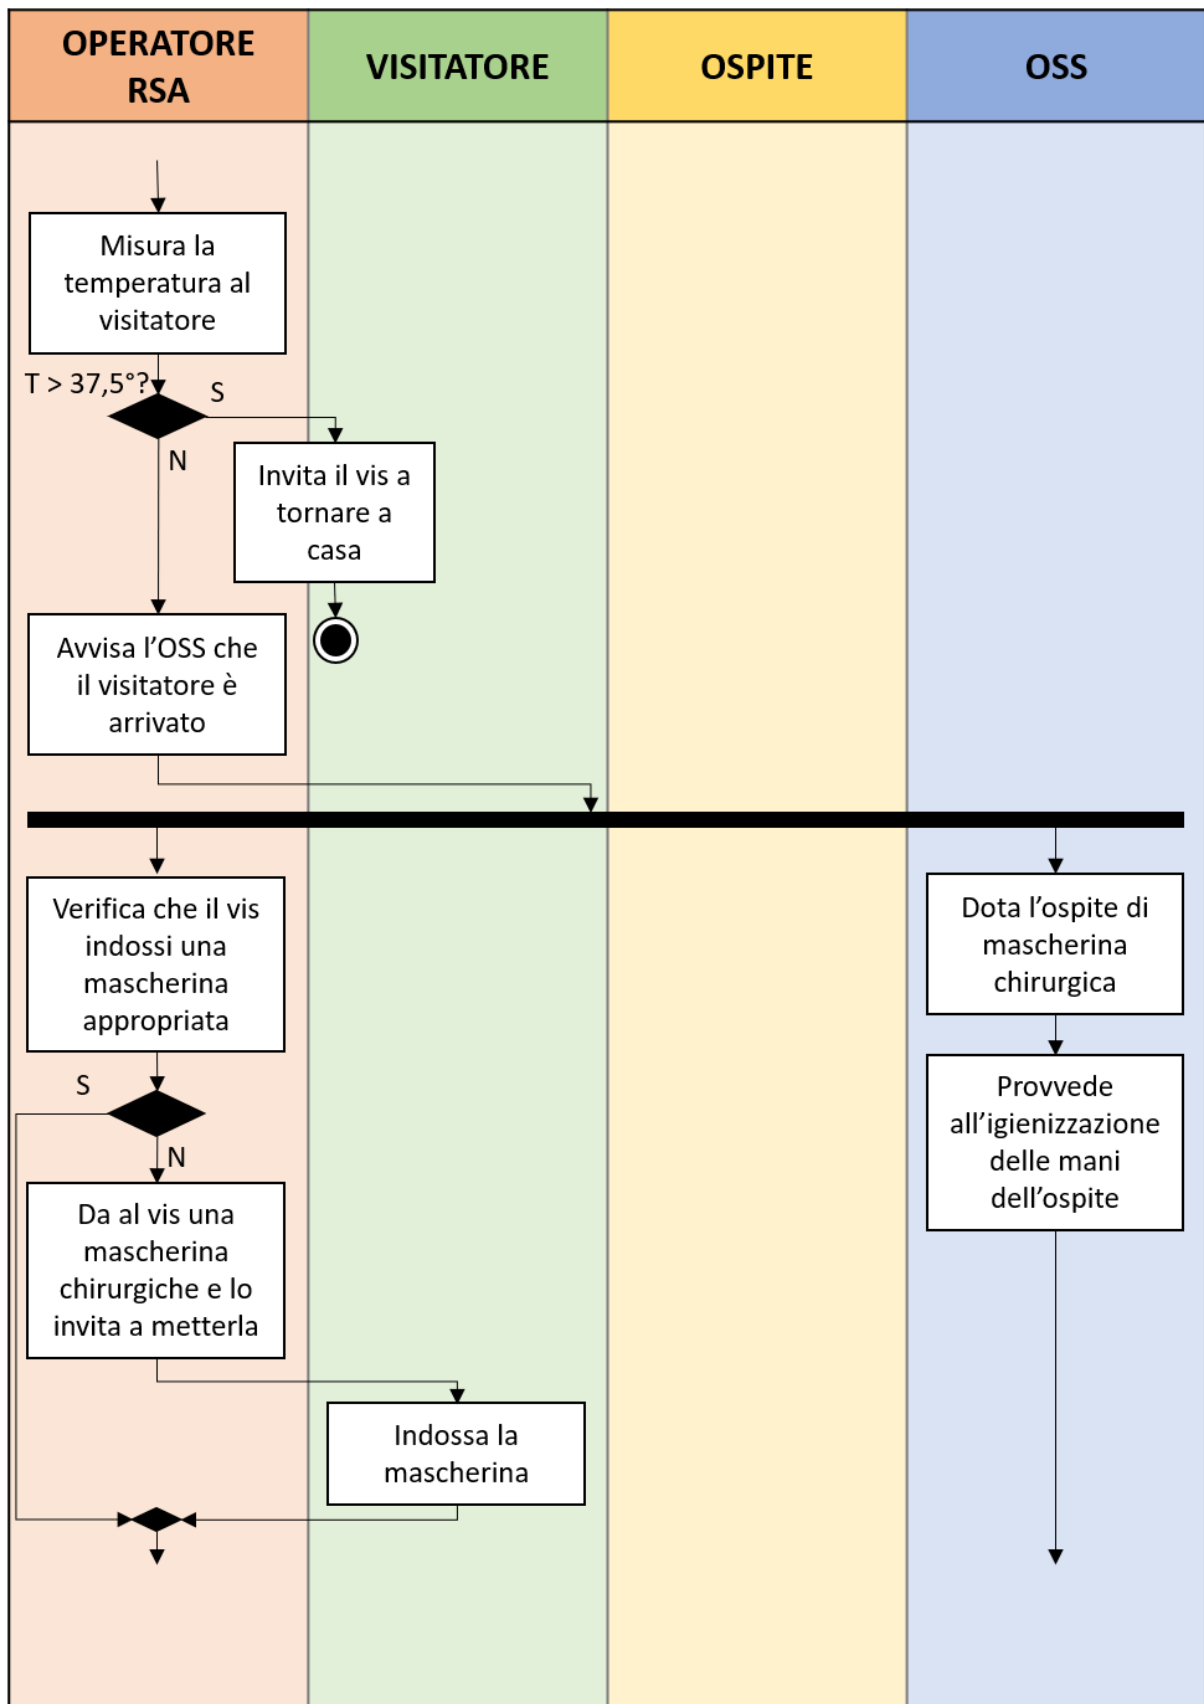 OPERATORE
RSA
VISITATORE
OSPITE
OSS
Misura la
temperatura al
visitatore
T > 37,5°?
S
N
Invita il vis a
tornare a
casa
Avvisa l'OSS che
il visitatore è
arrivato
Verifica che il vis
indossi una
mascherina
appropriata
Dota l'ospite di
mascherina
chirurgica
S
N
Provvede
all'igienizzazione
delle mani
dell'ospite
Da al vis una
mascherina
chirurgiche e lo
invita a metterla
Indossa la
mascherina